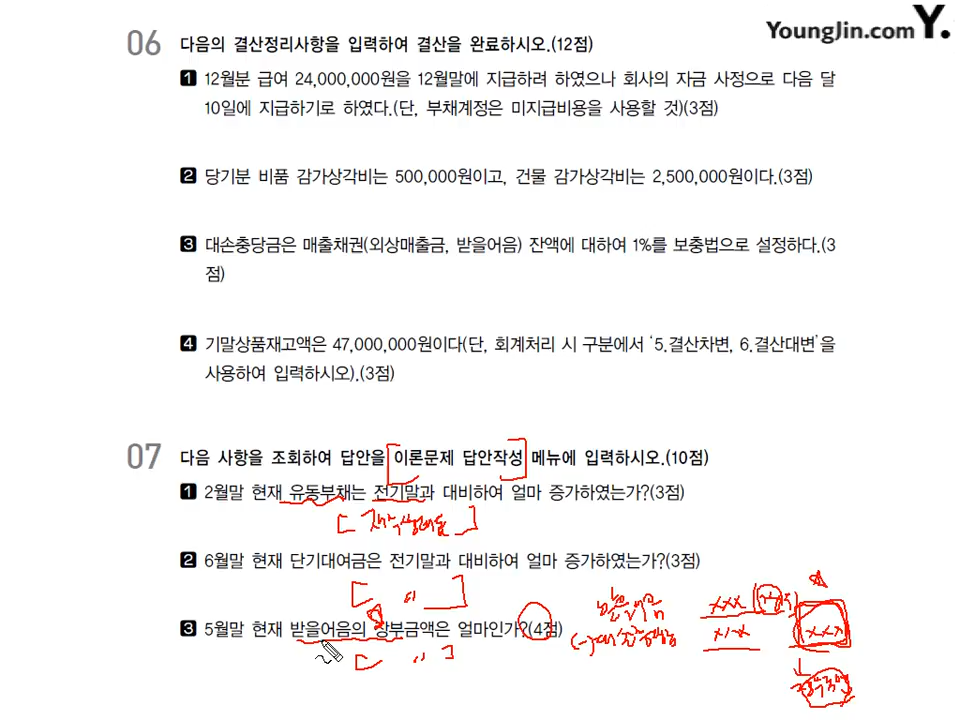 YoungJin.com Y.
06 다음의 결산정리사항을 입력하여 결산을 완료하시오.(12점)
1 12월분 급여 24,000,000원을 12월말에 지급하려 하였으나 회사의 자금 사정으로 다음 달
10일에 지급하기로 하였다.(단, 부채계정은 미지급비용을 사용할 것)(3점)
2 당기분 비품 감가상각비는 500,000원이고, 건물 감가상각비는 2,500,000원이다.(3점)
3 대손충당금은 매출채권(외상매출금, 받을어음) 잔액에 대하여 1%를 보충법으로 설정하다.(3
점)
4 기말상품재고액은 47,000,000원이다(단, 회계처리 시 구분에서 '5.결산차변, 6.결산대변'을
사용하여 입력하시오).(3점)
07 다음 사항을 조회하여 답안을 이론문제 답안작성 메뉴에 입력하시오.(10점)
1 2월말 현재 유동부채는 전기말과 대비하여 얼마 증가하였는가?(3점)
[ 재무상태표 ]
2 6월말 현재 단기대여금은 전기말과 대비하여 얼마 증가하였는가?(3점)
[ " ]
받을어음 xxx
3 5월말 현재 받을어음의 장부금액은 얼마인가?(4점)
(-)대손충당금 xxx xxx
[ " ]